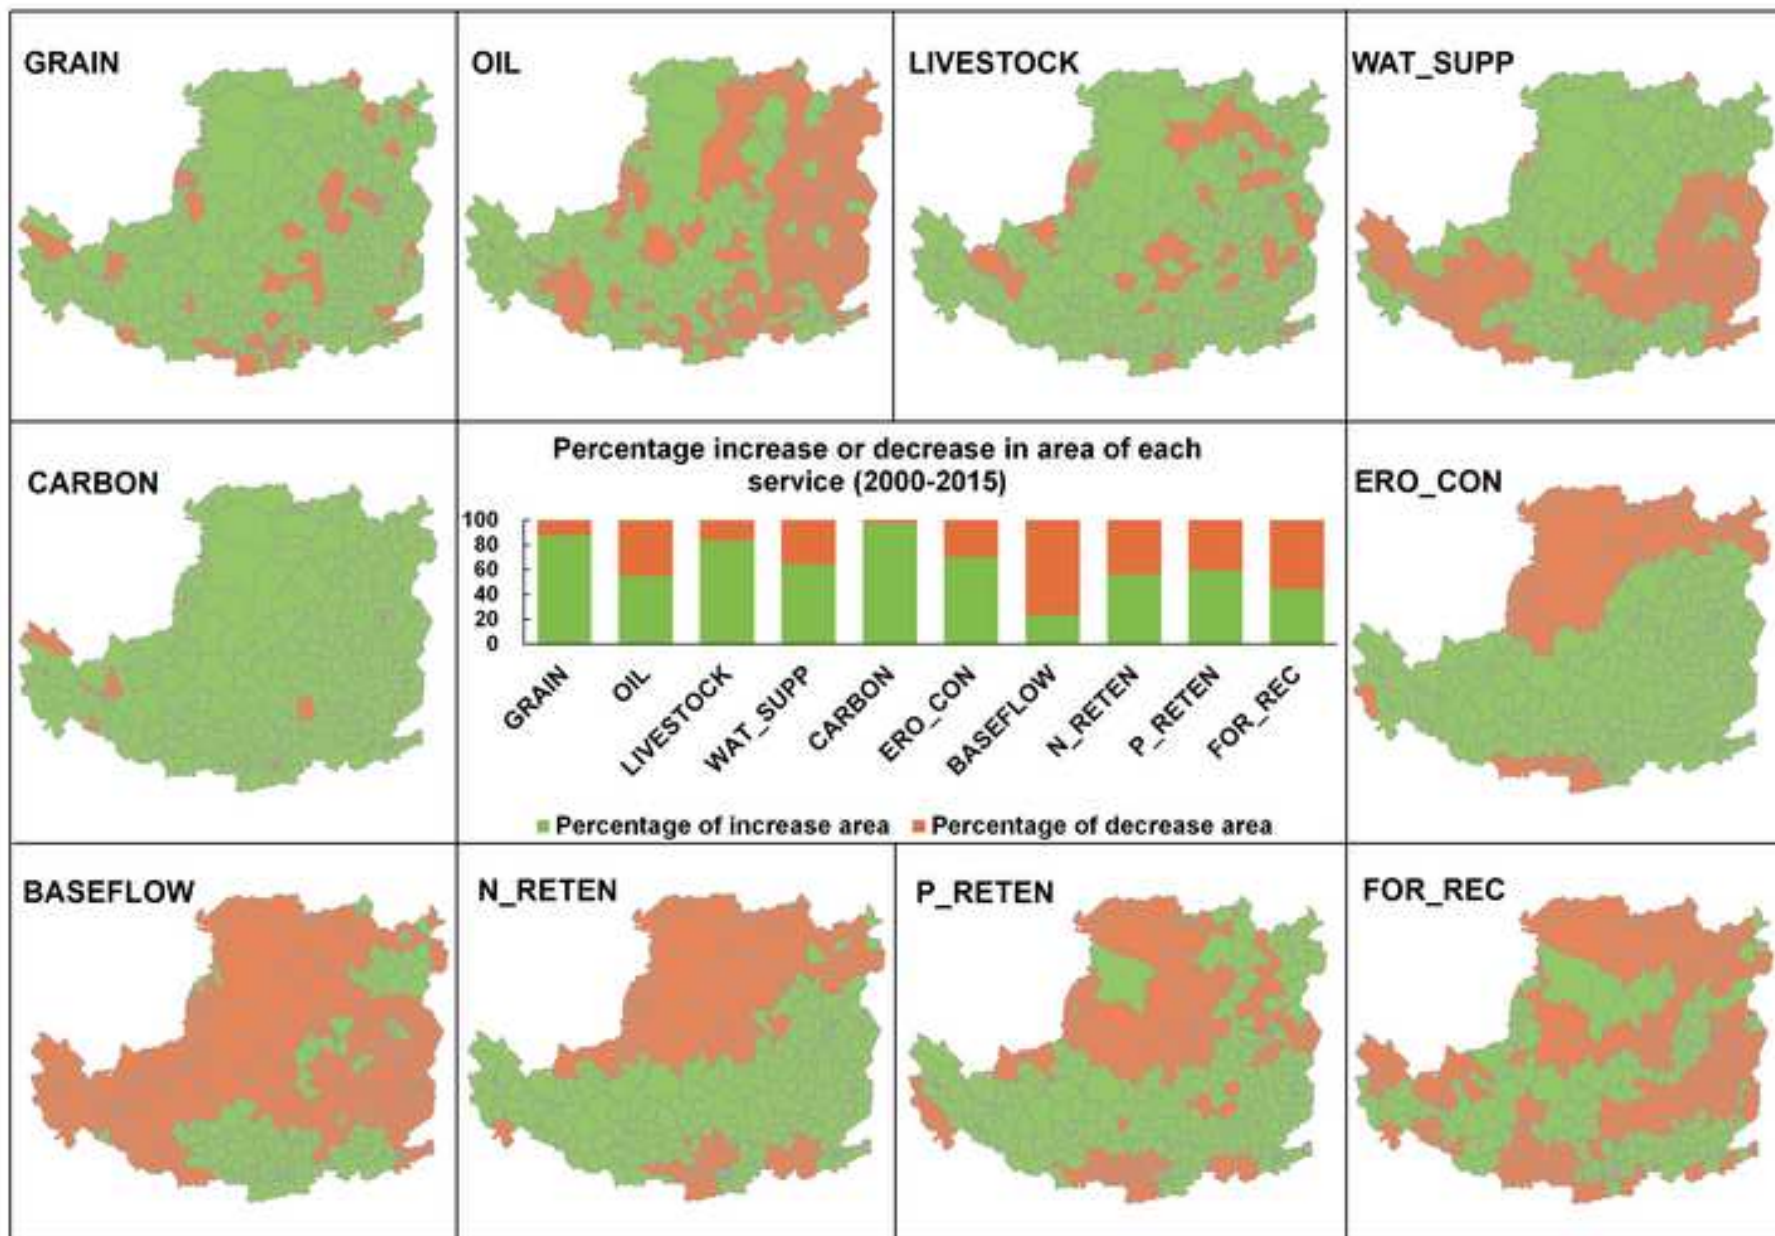 GRAIN
OIL
LIVESTOCK
WAT_SUPP
CARBON
Percentage increase or decrease in area of each
service (2000-2015)
100
80
60
40
20
0
GRAIN
OIL
LIVESTOCK
WAT_SUPP
CARBON
ERO_CON
BASEFLOW
N_RETEN
P_RETEN
FOR_REC
Percentage of increase area
Percentage of decrease area
ERO_CON
BASEFLOW
N_RETEN
P_RETEN
FOR_REC